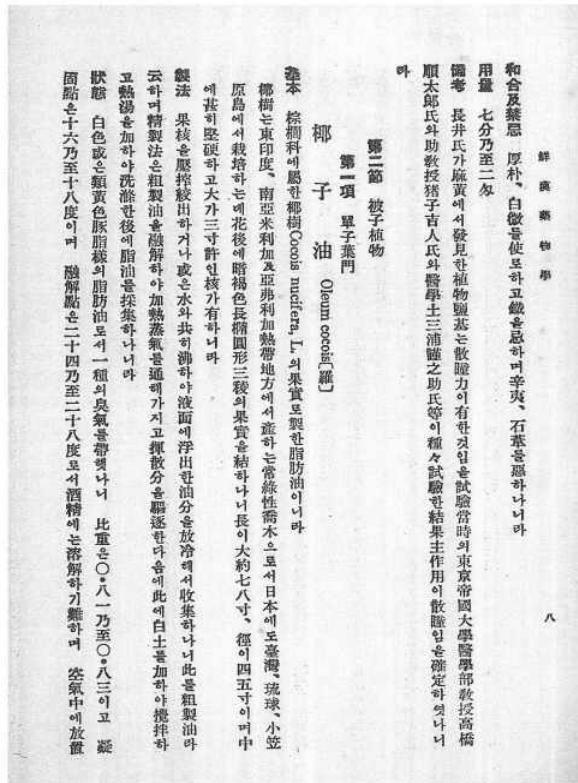 鮮漢藥物學
八
和合及禁忌 厚朴、白薇를使로하고鐵을忌하며辛夷、石葦를惡하나니라
用量 七分乃至二匁
備考 長井氏가麻黃에서發見한植物鹽基는散瞳力이有한것임을試驗當時의東京帝國大學醫學部敎授高橋
順太郞氏와助敎授猪子吉人氏와醫學士三浦謹之助氏等이種々試驗한結果主作用이散瞳임을確定하엿나니
라
第二節 被子植物
第一項 單子葉門
椰子油 Oleum cocois〔羅〕
基本 棕櫚科에屬한椰樹Cocois nucifera, L.의果實로製한脂肪油이니라
椰樹는東印度、南亞米利加及亞弗利加熱帶地方에서產하는常綠性喬木으로서日本에도臺灣、琉球、小笠
原島에서栽培하는데花後에暗褐色長橢圓形三稜의果實을結하나니長이大約七八寸、徑이四五寸이며中
에甚히堅硬하고大가三寸許인核가有하니라
製法 果核을壓搾絞出하거나或은水와共히沸하야液面에浮出한油分을放冷해서收集하나니此를粗製油라
云하며精製法은粗製油를融解하야加熱蒸氣를通해가지고揮散分을驅逐한다음에此에白土를加하야攪拌하
고熱湯을加하야洗滌한後에脂油를採集하나니라
狀態 白色或은類黃色豚脂樣의脂肪油로서一種의臭氣를帶햇나니 比重은〇•八一乃至〇•八三이고 凝
固點은十六乃至十八度이며 融解點은二十四乃至二十八度로서酒精에는溶解하기難하며 空氣中에放置